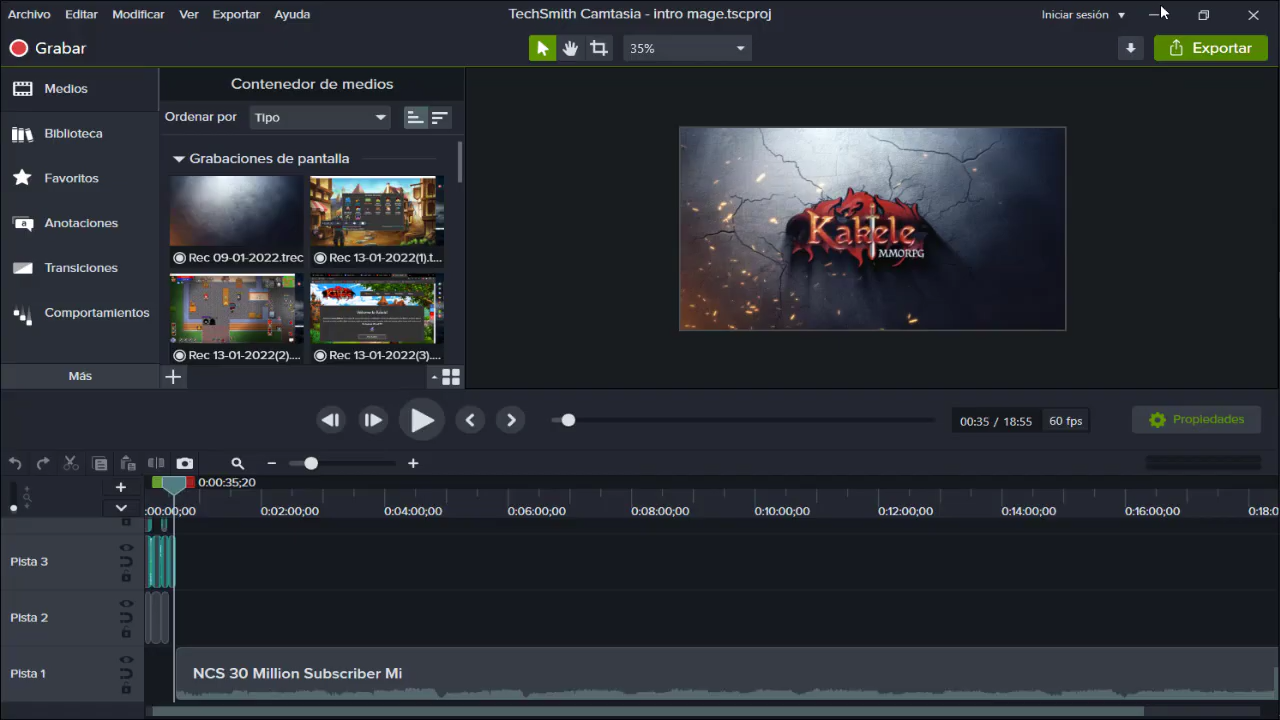 Archivo Editar Modificar Ver Exportar Ayuda TechSmith Camtasia - intro mage.tscproj Iniciar sesión
Grabar 35% Exportar
Medios
Biblioteca
Favoritos
Anotaciones
Transiciones
Comportamientos
Más
Contenedor de medios
Ordenar por Tipo
Grabaciones de pantalla
Rec 09-01-2022.trec Rec 13-01-2022(1).t...
Rec 13-01-2022(2).... Rec 13-01-2022(3)....
Kakele
MMORPG
00:35 / 18:55 60 fps Propiedades
0:00:35;20
:00:00;00 0:02:00;00 0:04:00;00 0:06:00;00 0:08:00;00 0:10:00;00 0:12:00;00 0:14:00;00 0:16:00;00 0:18:0
Pista 3
Pista 2
Pista 1 NCS 30 Million Subscriber Mi